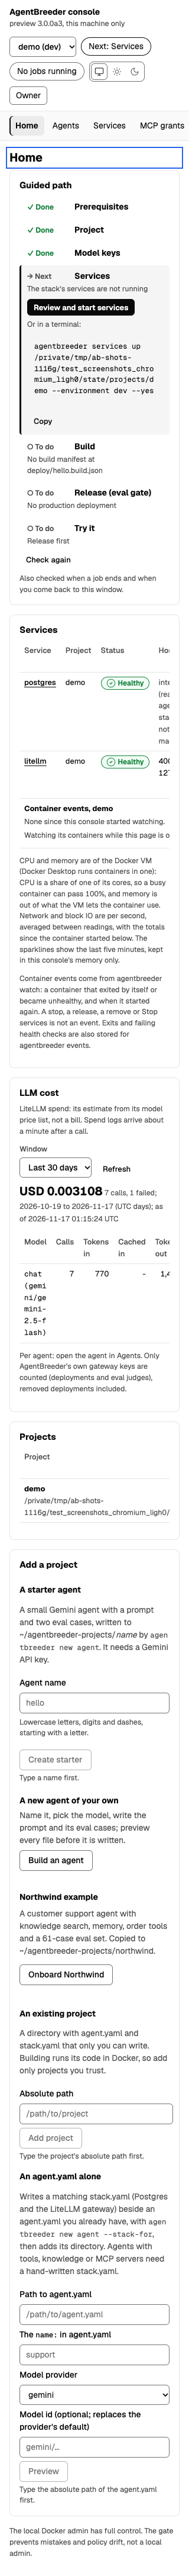 AgentBreeder console
preview 3.0.0a3, this machine only
demo (dev)
Next: Services
No jobs running
Owner
Home
Agents
Services
MCP grants
Home
Guided path
✓ Done
Prerequisites
✓ Done
Project
✓ Done
Model keys
→ Next
Services
The stack's services are not running
Review and start services
Or in a terminal:
agentbreeder services up
/private/tmp/ab-shots-
1116g/test_screenshots_chro
mium_ligh0/state/projects/d
emo --environment dev --yes
Copy
To do
Build
No build manifest at
deploy/hello.build.json
To do
Release (eval gate)
No production deployment
To do
Try it
Release first
Check again
Also checked when a job ends and when
you come back to this window.
Services
Service
Project
Status
postgres
demo
Healthy
litellm
demo
Healthy
Container events, demo
None since this console started watching.
Watching its containers while this page is o
CPU and memory are of the Docker VM
(Docker Desktop runs containers in one):
CPU is a share of one of its cores, so a busy
container can pass 100%, and memory is
out of what the VM lets the container use.
Network and block IO are per second,
averaged between readings, with the totals
since the container started below. The
sparklines show the last five minutes, kept
in this console's memory only.
Container events come from agentbreeder
watch: a container that exited by itself or
became unhealthy, and when it started
again. A stop, a release, a remove or Stop
services is not an event. Exits and failing
health checks are also stored for
agentbreeder events.
LLM cost
LiteLLM spend: its estimate from its model
price list, not a bill. Spend logs arrive about
a minute after a call.
Window
Last 30 days
Refresh
USD 0.003108 7 calls, 1 failed;
2026-10-19 to 2026-11-17 (UTC days); as
of 2026-11-17 01:15:24 UTC
Model
Calls
Tokens
in
Cached
in
Toke
out
chat
(gemi
ni/ge
mini-
2.5-f
lash)
7
770
-
1,4
Per agent: open the agent in Agents. Only
AgentBreeder's own gateway keys are
counted (deployments and eval judges),
removed deployments included.
Projects
Project
demo
/private/tmp/ab-shots-
1116g/test_screenshots_chromium_ligh0/
Add a project
A starter agent
A small Gemini agent with a prompt
and two eval cases, written to
~/agentbreeder-projects/name by agen
tbreeder new agent. It needs a Gemini
API key.
Agent name
hello
Lowercase letters, digits and dashes,
starting with a letter.
Create starter
Type a name first.
A new agent of your own
Name it, pick the model, write the
prompt and its eval cases; preview
every file before it is written.
Build an agent
Northwind example
A customer support agent with
knowledge search, memory, order tools
and a 61-case eval set. Copied to
~/agentbreeder-projects/northwind.
Onboard Northwind
An existing project
A directory with agent.yaml and
stack.yaml that only you can write.
Building runs its code in Docker, so add
only projects you trust.
Absolute path
/path/to/project
Add project
Type the project's absolute path first.
An agent.yaml alone
Writes a matching stack.yaml (Postgres
and the LiteLLM gateway) beside an
agent.yaml you already have, with agen
tbreeder new agent --stack-for,
then adds its directory. Agents with
tools, knowledge or MCP servers need
a hand-written stack.yaml.
Path to agent.yaml
/path/to/agent.yaml
The name: in agent.yaml
support
Model provider
gemini
Model id (optional; replaces the
provider's default)
gemini/...
Preview
Type the absolute path of the agent.yaml
first.
The local Docker admin has full control. The gate
prevents mistakes and policy drift, not a local
admin.